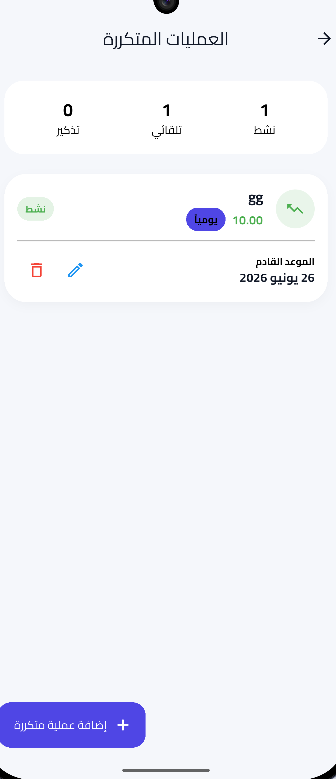 العمليات المتكررة
1 1 0
نشط تلقائي تذكير
gg
10.00 يومياً
نشط
الموعد القادم
26 يونيو 2026
إضافة عملية متكررة